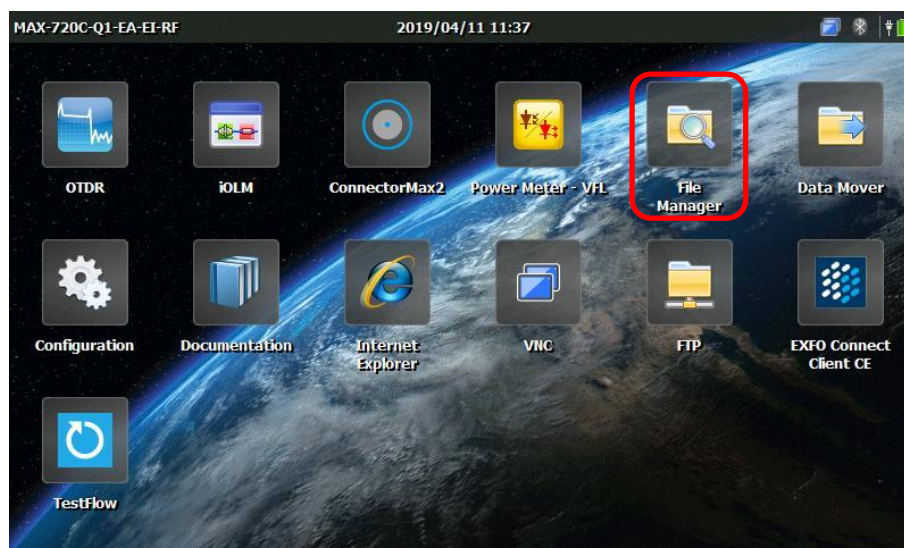 MAX-720C-Q1-EA-EI-RF 2019/04/11 11:37
OTDR iOLM ConnectorMax2 Power Meter - VFL File Manager Data Mover
Configuration Documentation Internet Explorer VNC FTP EXFO Connect Client CE
TestFlow